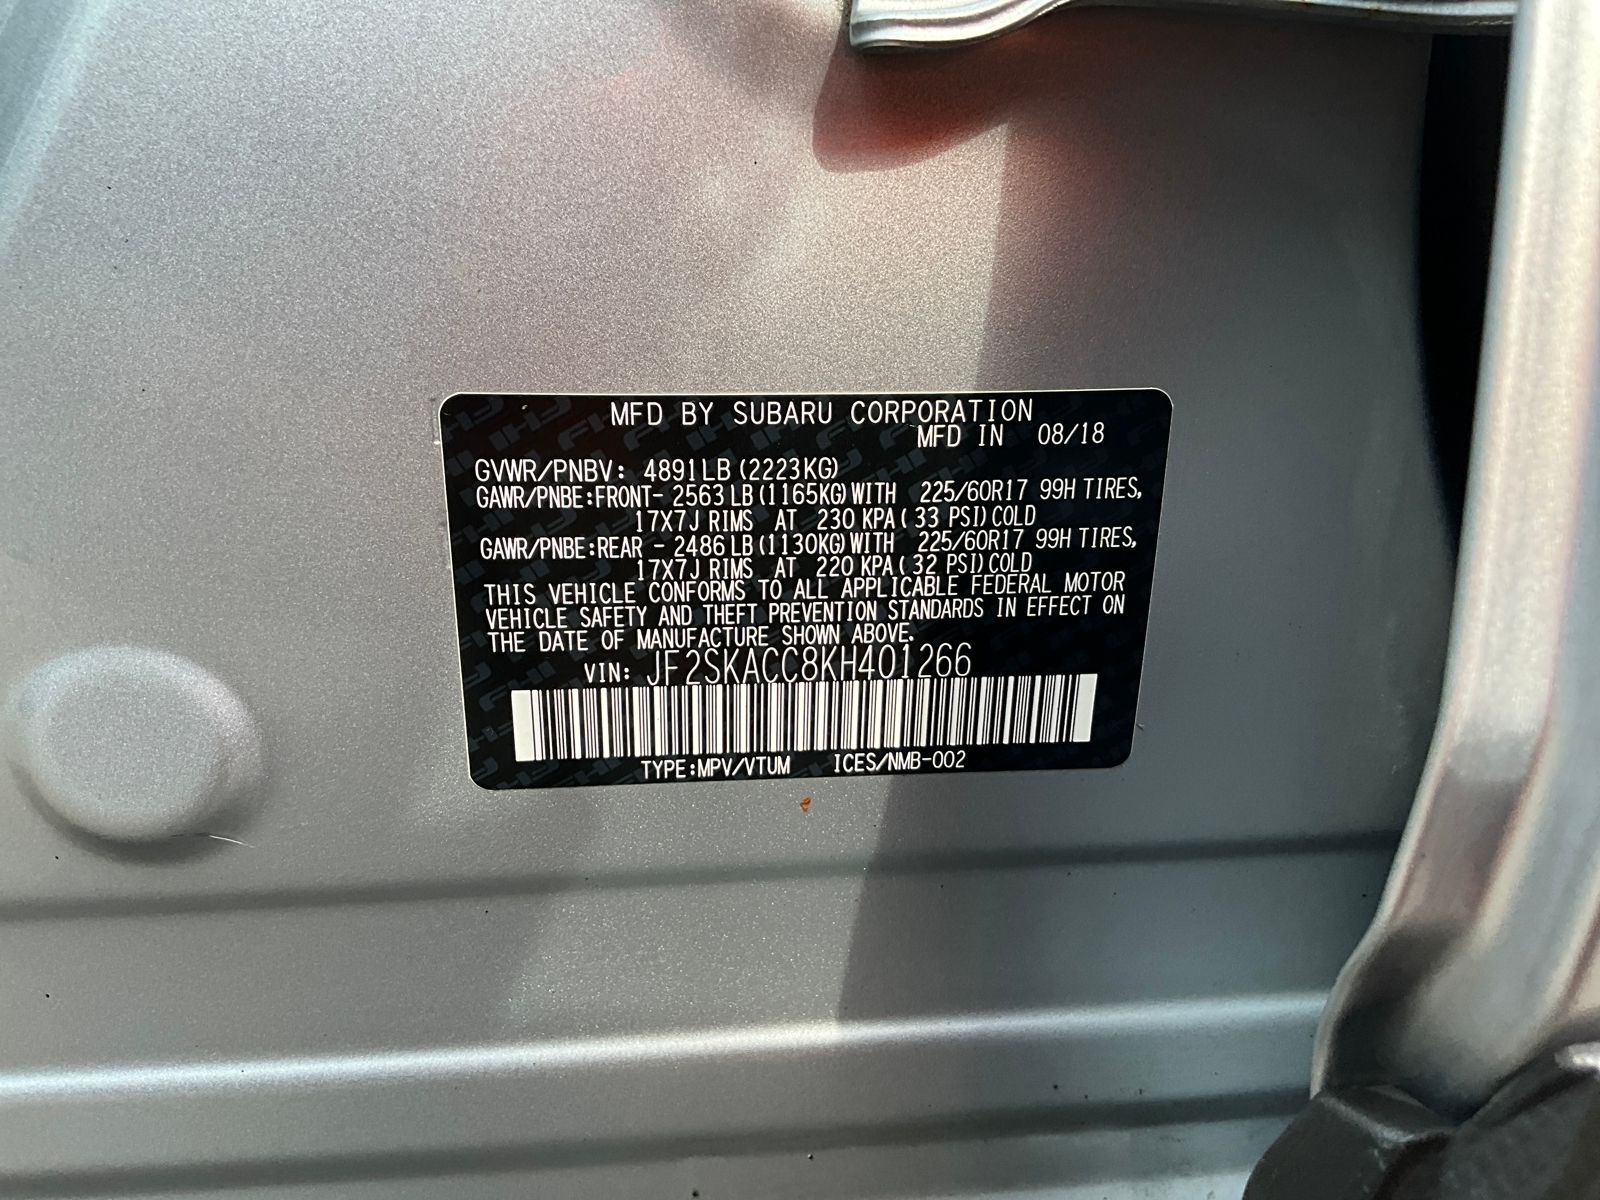 MFD BY SUBARU CORPORATION
MFD IN 08/18
GVWR/PNBV: 4891LB(2223KG)
GAWR/PNBE:FRONT- 2563LB(1165KG)WITH 225/60R17 99H TIRES,
17X7J RIMS AT 230 KPA( 33 PSI)COLD
GAWR/PNBE:REAR - 2486LB(1130KG)WITH 225/60R17 99H TIRES,
17X7J RIMS AT 220 KPA( 32 PSI)COLD
THIS VEHICLE CONFORMS TO ALL APPLICABLE FEDERAL MOTOR
VEHICLE SAFETY AND THEFT PREVENTION STANDARDS IN EFFECT ON
THE DATE OF MANUFACTURE SHOWN ABOVE.
VIN: JF2SKACC8KH401266
TYPE:MPV/VTUM ICES/NMB-002